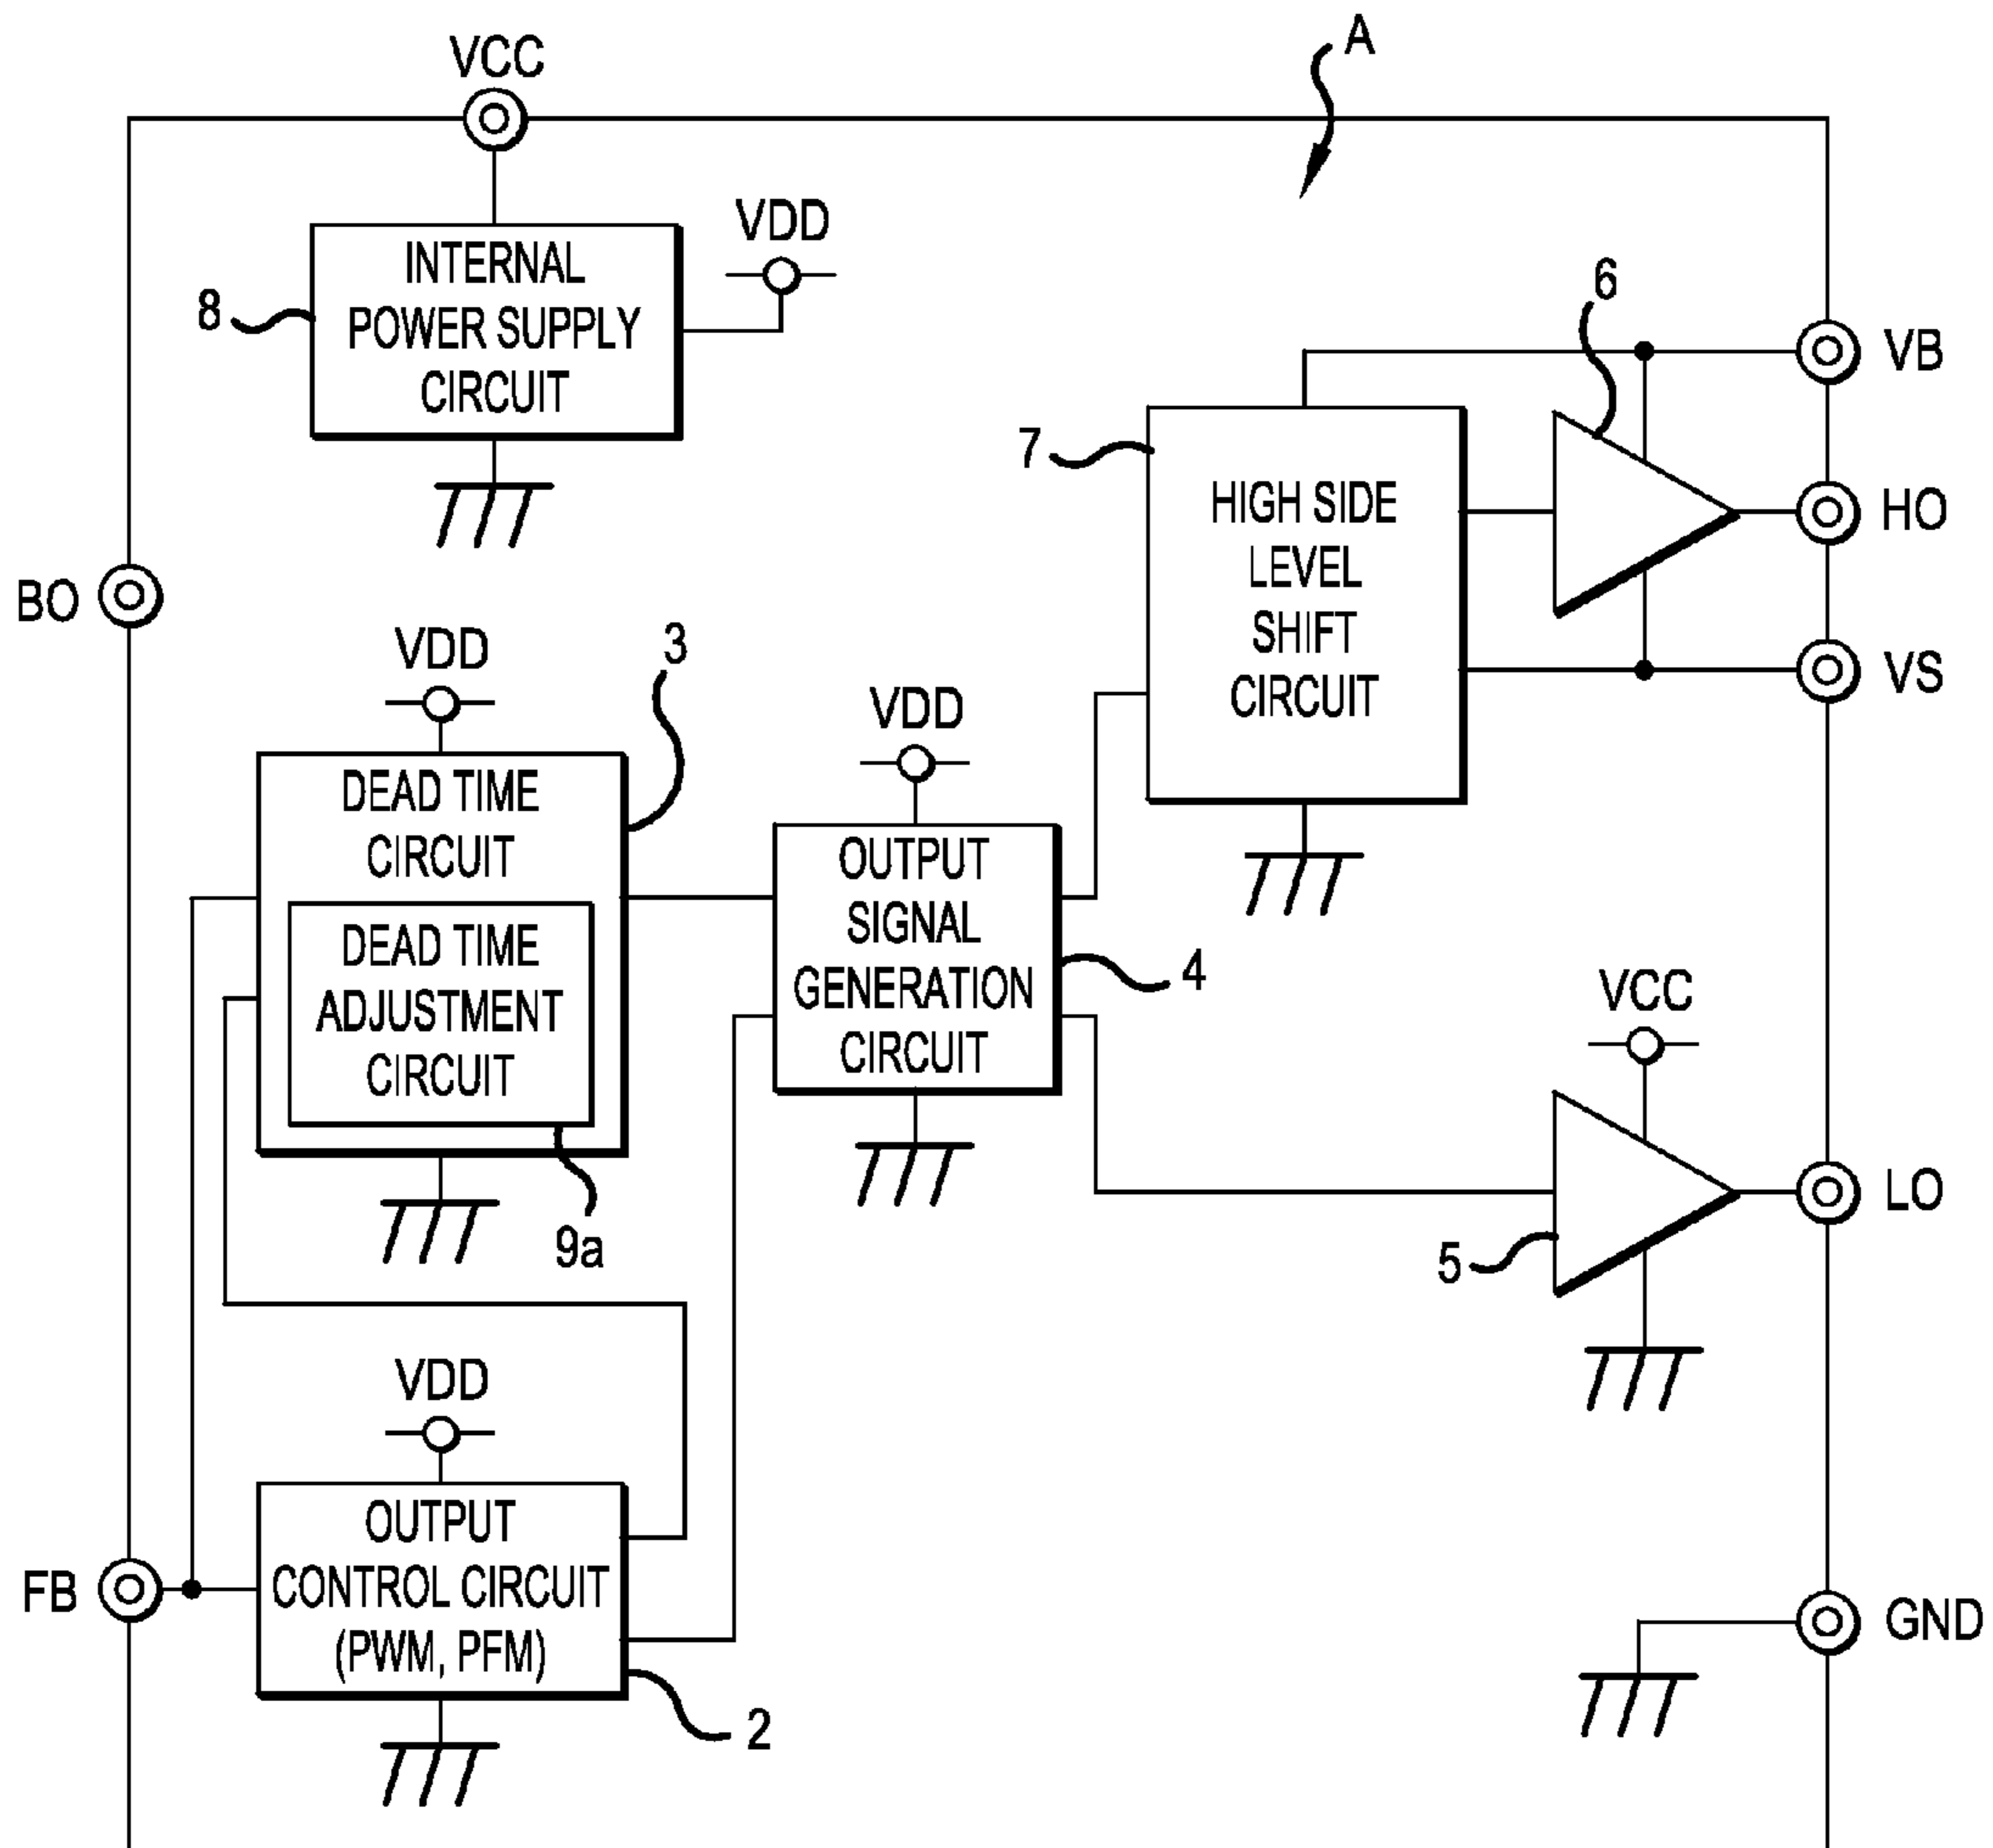 A
VCC
VDD
INTERNAL
POWER SUPPLY
CIRCUIT
8
6
VB
7
HIGH SIDE
LEVEL
SHIFT
CIRCUIT
HO
BO
VS
VDD
3
VDD
DEAD TIME
CIRCUIT
DEAD TIME
ADJUSTMENT
CIRCUIT
9a
OUTPUT
SIGNAL
GENERATION
CIRCUIT
4
VCC
5
LO
VDD
OUTPUT
CONTROL CIRCUIT
(PWM, PFM)
FB
2
GND